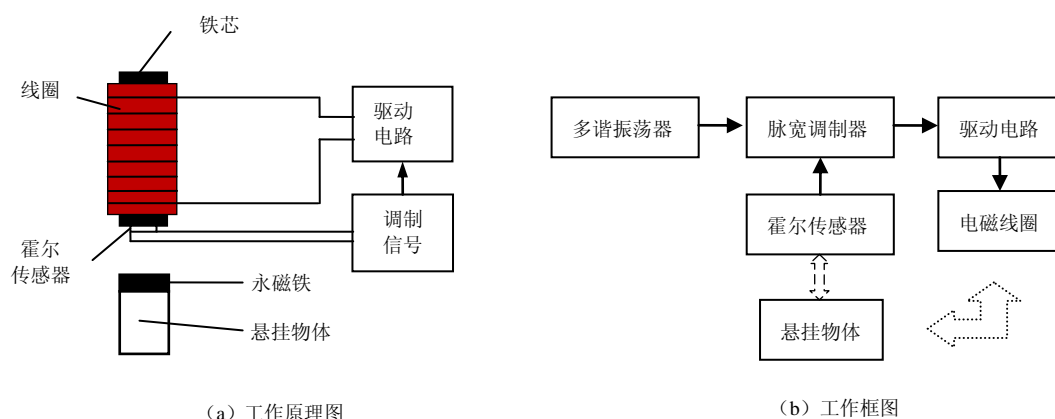 铁芯
线圈
驱动
电路
调制
信号
霍尔
传感器
永磁铁
悬挂物体
（a）工作原理图
多谐振荡器
脉宽调制器
驱动电路
霍尔传感器
电磁线圈
悬挂物体
（b）工作框图